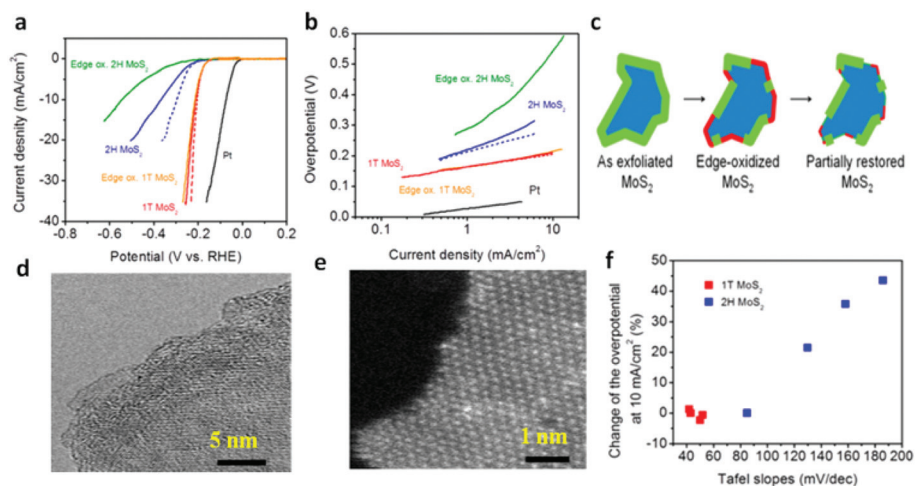 a
Current density (mA/cm²)
0
-5
-10
-15
-20
-25
-30
-35
-40
-0.8
-0.6
-0.4
-0.2
0.0
0.2
Potential (V vs. RHE)
Edge ox. 2H MoS₂
2H MoS₂
Edge ox. 1T MoS₂
1T MoS₂
Pt
b
Overpotential (V)
0.6
0.5
0.4
0.3
0.2
0.1
0.0
0.1
1
10
Current density (mA/cm²)
Edge ox. 2H MoS₂
2H MoS₂
1T MoS₂
Edge ox. 1T MoS₂
Pt
c
As exfoliated
MoS₂
Edge-oxidized
MoS₂
Partially restored
MoS₂
d
5 nm
e
1 nm
f
Change of the overpotential
at 10 mA/cm² (%)
50
40
30
20
10
0
-10
40
60
80
100
120
140
160
180
200
Tafel slopes (mV/dec)
1T MoS₂
2H MoS₂